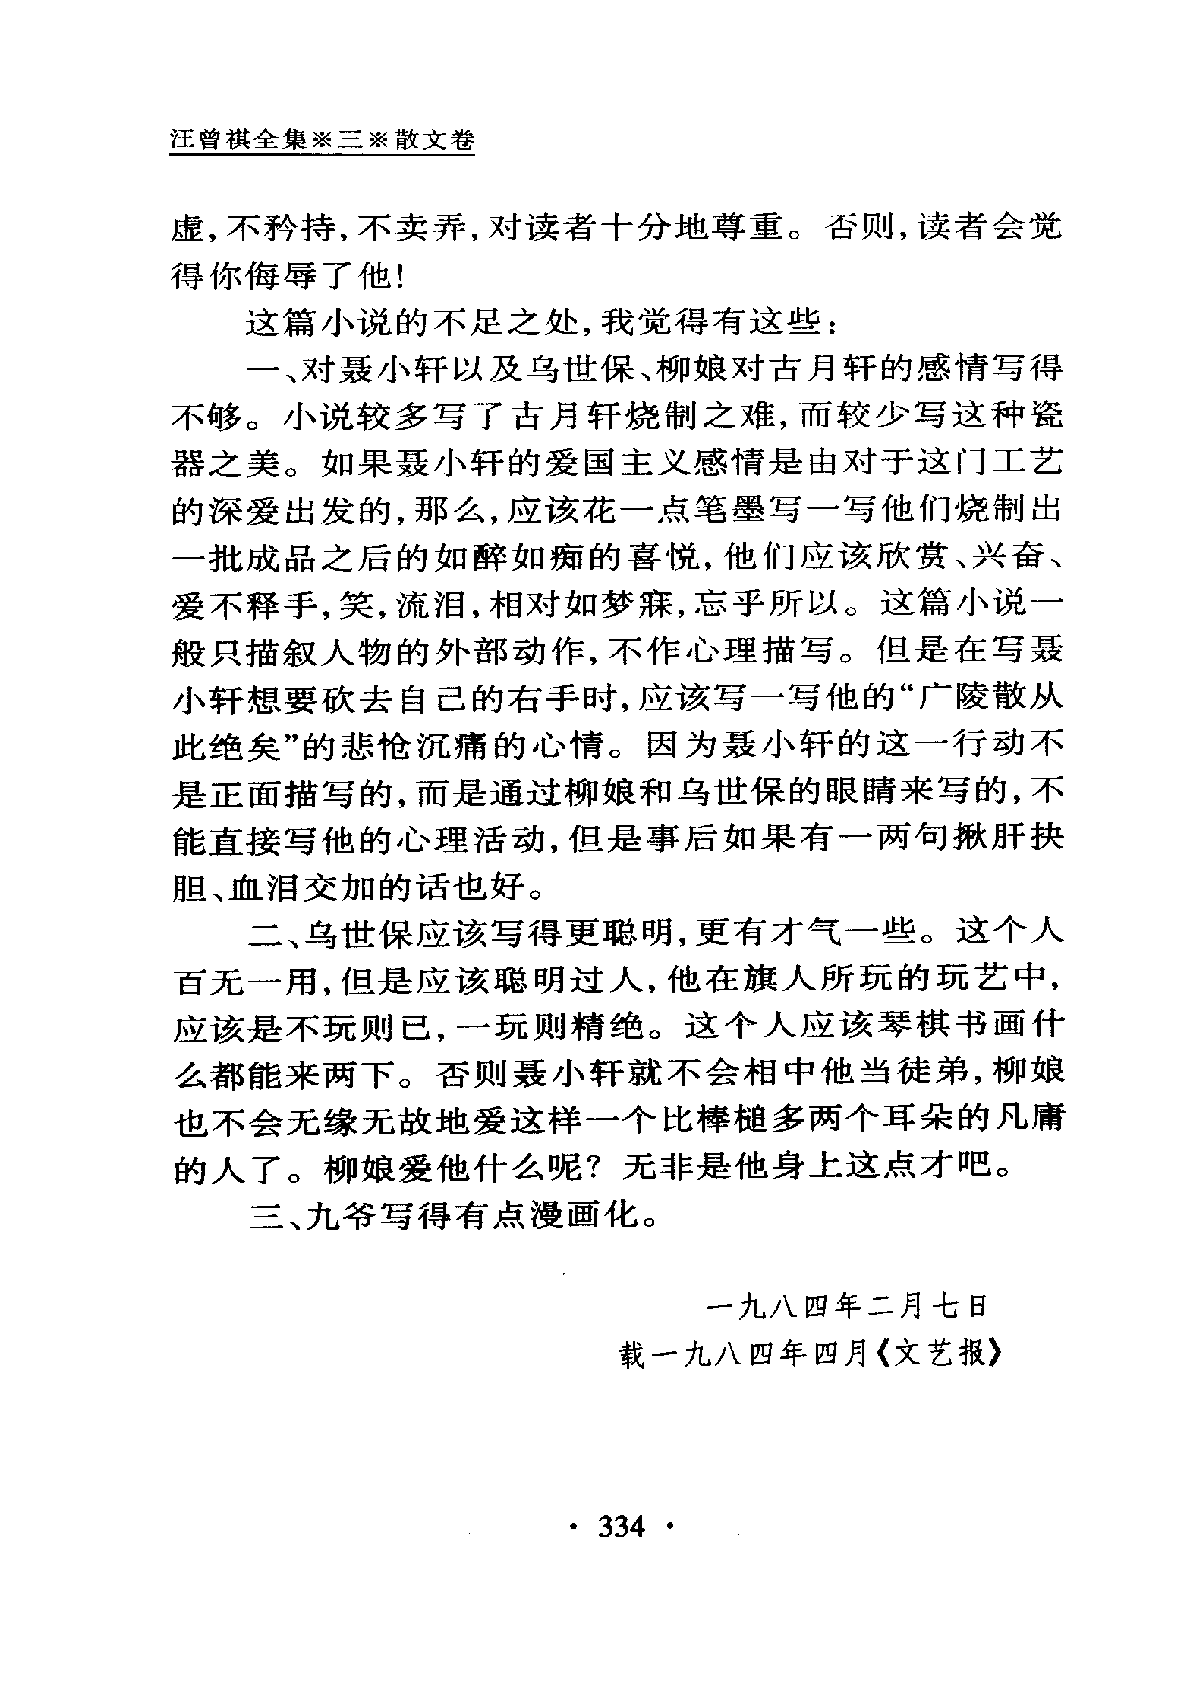 汪曾祺全集※三※散文卷
虚,不矜持,不卖弄,对读者十分地尊重。否则,读者会觉
得你侮辱了他!
这篇小说的不足之处,我觉得有这些:
一、对聂小轩以及乌世保、柳娘对古月轩的感情写得
不够。小说较多写了古月轩烧制之难,而较少写这种瓷
器之美。如果聂小轩的爱国主义感情是由对于这门工艺
的深爱出发的,那么,应该花一点笔墨写一写他们烧制出
一批成品之后的如醉如痴的喜悦,他们应该欣赏、兴奋、
爱不释手,笑,流泪,相对如梦寐,忘乎所以。这篇小说一
般只描叙人物的外部动作,不作心理描写。但是在写聂
小轩想要砍去自己的右手时,应该写一写他的“广陵散从
此绝矣”的悲怆沉痛的心情。因为聂小轩的这一行动不
是正面描写的,而是通过柳娘和乌世保的眼睛来写的,不
能直接写他的心理活动,但是事后如果有一两句揪肝抉
胆、血泪交加的话也好。
二、乌世保应该写得更聪明,更有才气一些。这个人
百无一用,但是应该聪明过人,他在旗人所玩的玩艺中,
应该是不玩则已,一玩则精绝。这个人应该琴棋书画什
么都能来两下。否则聂小轩就不会相中他当徒弟,柳娘
也不会无缘无故地爱这样一个比棒槌多两个耳朵的凡庸
的人了。柳娘爱他什么呢?无非是他身上这点才吧。
三、九爷写得有点漫画化。
一九八四年二月七日
载一九八四年四月《文艺报》
· 334 ·